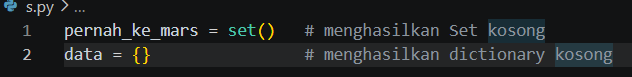 s.py > ...
1 pernah_ke_mars = set()   # menghasilkan Set kosong
2 data = {}                # menghasilkan dictionary kosong